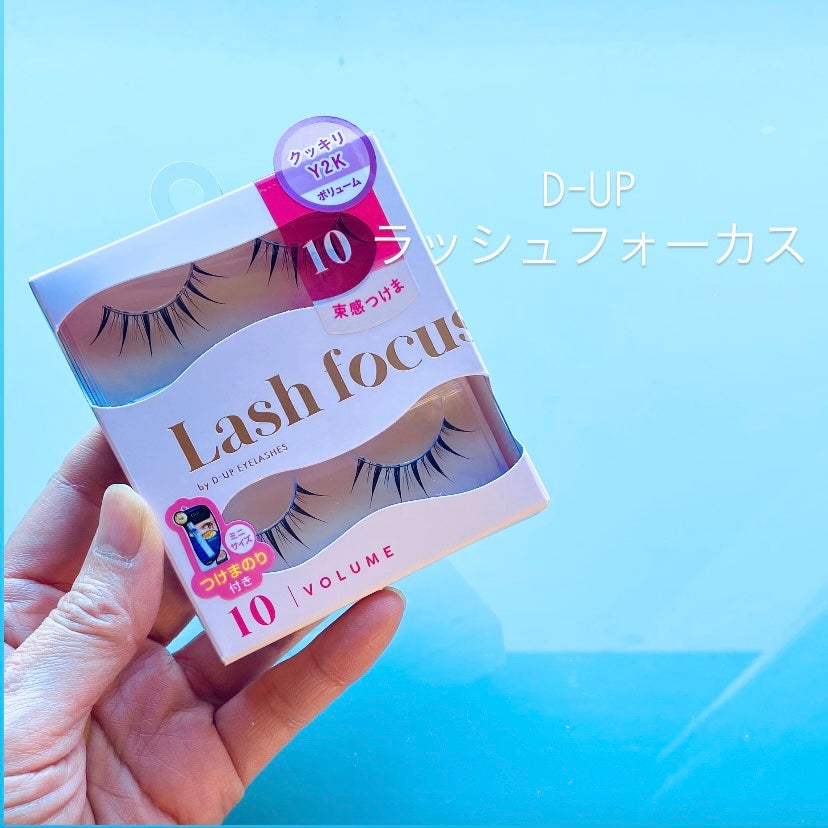 D-UP
ラッシュフォーカス
クッキリ
Y2K
ボリューム
10
束感つけま
Lash focus
by D-UP EYELASHES
ミニ
サイズ
つけまのり
付き
10 | VOLUME